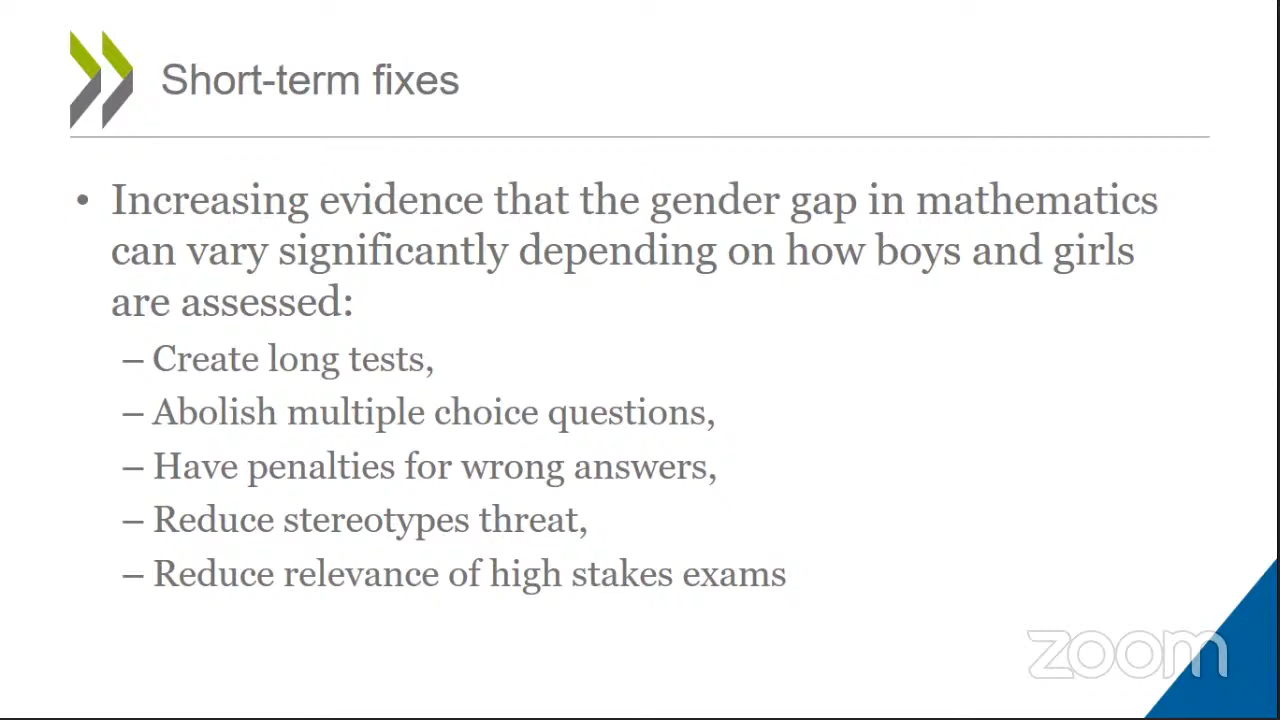 Short-term fixes
• Increasing evidence that the gender gap in mathematics
can vary significantly depending on how boys and girls
are assessed:
– Create long tests,
– Abolish multiple choice questions,
– Have penalties for wrong answers,
– Reduce stereotypes threat,
– Reduce relevance of high stakes exams
zoom